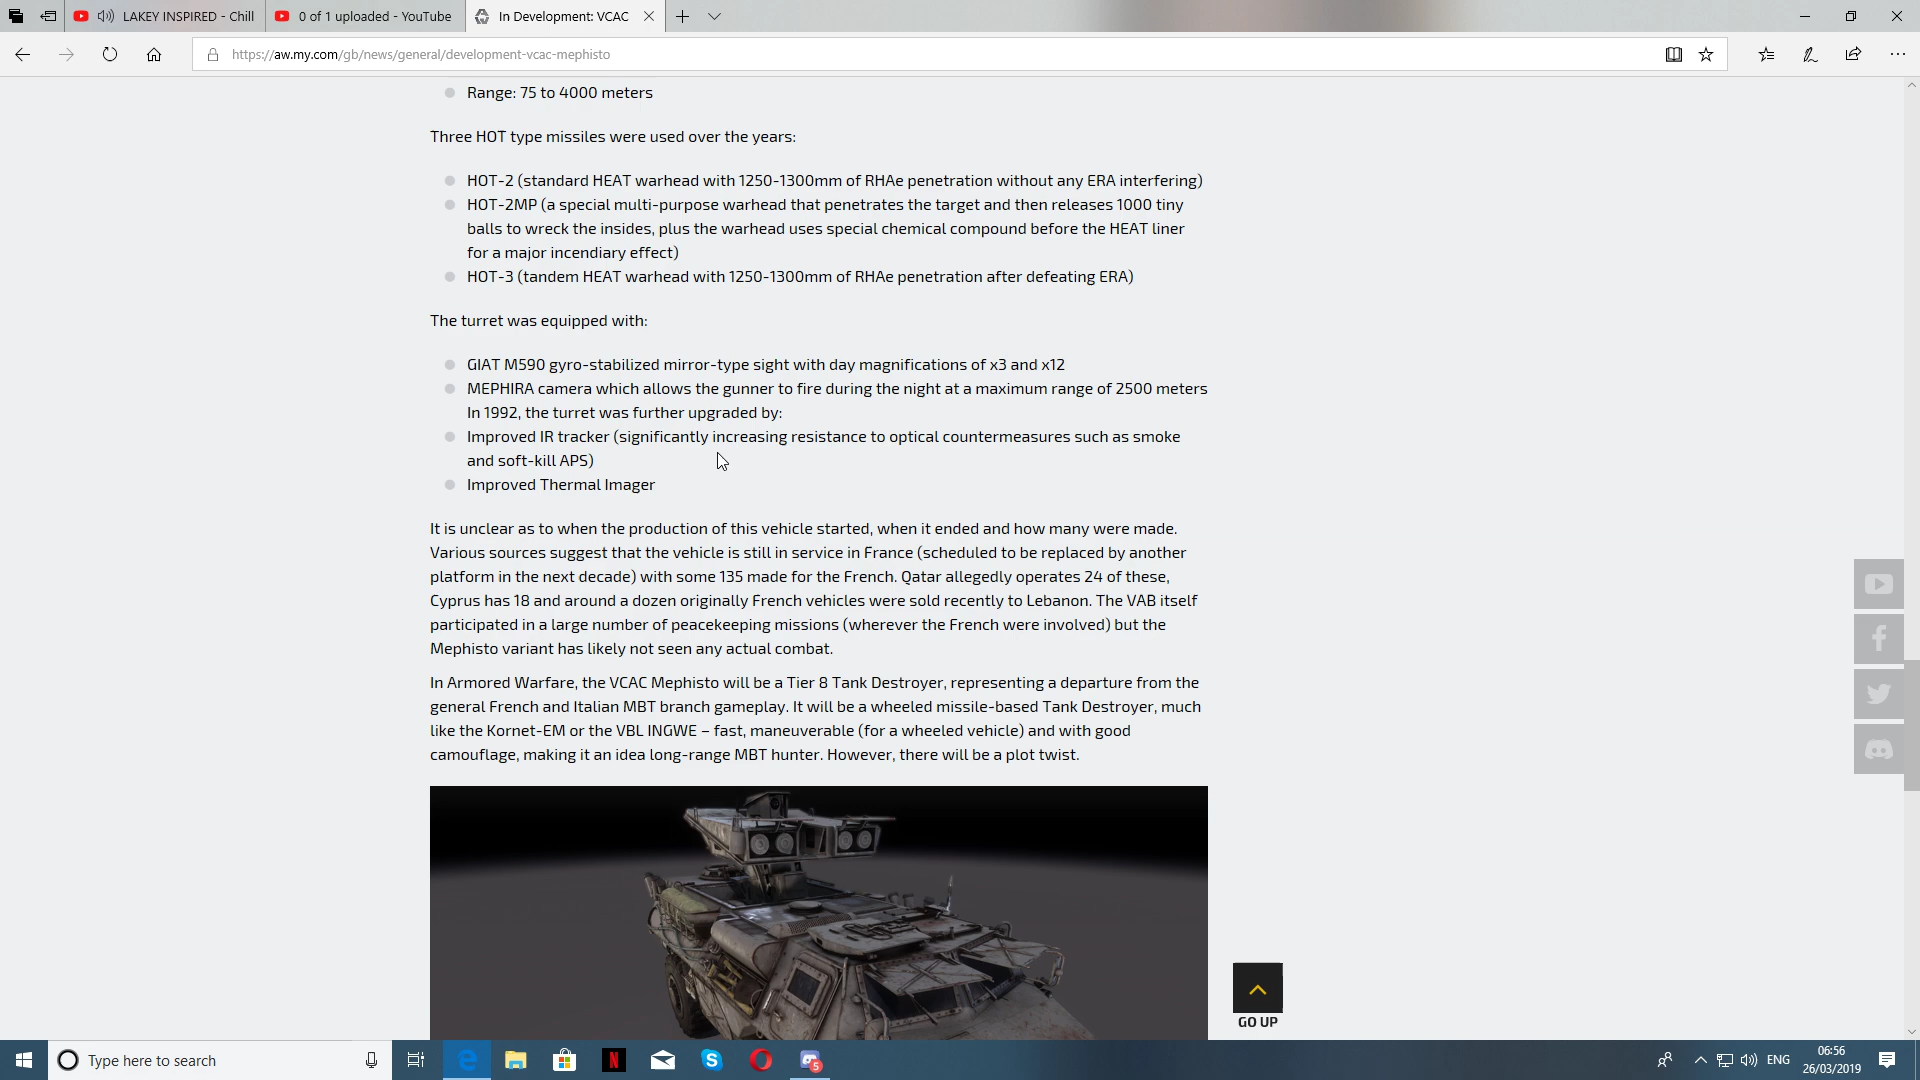 LAKEY INSPIRED - Chill
0 of 1 uploaded - YouTube
In Development: VCAC
https://aw.my.com/gb/news/general/development-vcac-mephisto
Range: 75 to 4000 meters
Three HOT type missiles were used over the years:
HOT-2 (standard HEAT warhead with 1250-1300mm of RHAe penetration without any ERA interfering)
HOT-2MP (a special multi-purpose warhead that penetrates the target and then releases 1000 tiny
balls to wreck the insides, plus the warhead uses special chemical compound before the HEAT liner
for a major incendiary effect)
HOT-3 (tandem HEAT warhead with 1250-1300mm of RHAe penetration after defeating ERA)
The turret was equipped with:
GIAT M590 gyro-stabilized mirror-type sight with day magnifications of x3 and x12
MEPHIRA camera which allows the gunner to fire during the night at a maximum range of 2500 meters
In 1992, the turret was further upgraded by:
Improved IR tracker (significantly increasing resistance to optical countermeasures such as smoke
and soft-kill APS)
Improved Thermal Imager
It is unclear as to when the production of this vehicle started, when it ended and how many were made.
Various sources suggest that the vehicle is still in service in France (scheduled to be replaced by another
platform in the next decade) with some 135 made for the French. Qatar allegedly operates 24 of these,
Cyprus has 18 and around a dozen originally French vehicles were sold recently to Lebanon. The VAB itself
participated in a large number of peacekeeping missions (wherever the French were involved) but the
Mephisto variant has likely not seen any actual combat.
In Armored Warfare, the VCAC Mephisto will be a Tier 8 Tank Destroyer, representing a departure from the
general French and Italian MBT branch gameplay. It will be a wheeled missile-based Tank Destroyer, much
like the Kornet-EM or the VBL INGWE – fast, maneuverable (for a wheeled vehicle) and with good
camouflage, making it an idea long-range MBT hunter. However, there will be a plot twist.
GO UP
Type here to search
N
S
5
ENG
06:56
26/03/2019